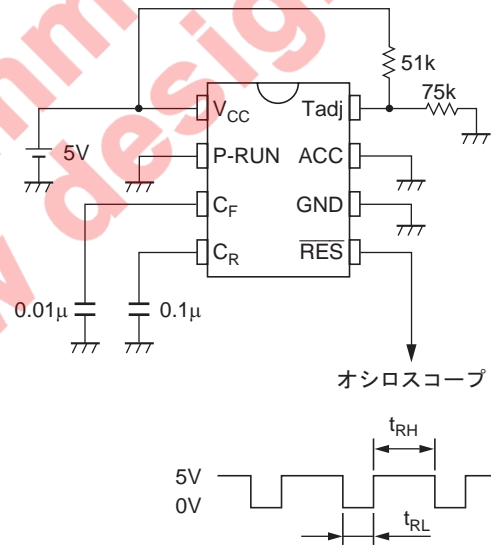 51k
75k
VCC
Tadj
5V
P-RUN
ACC
CF
GND
CR
RES
0.01μ
0.1μ
オシロスコープ
tRH
5V
0V
tRL